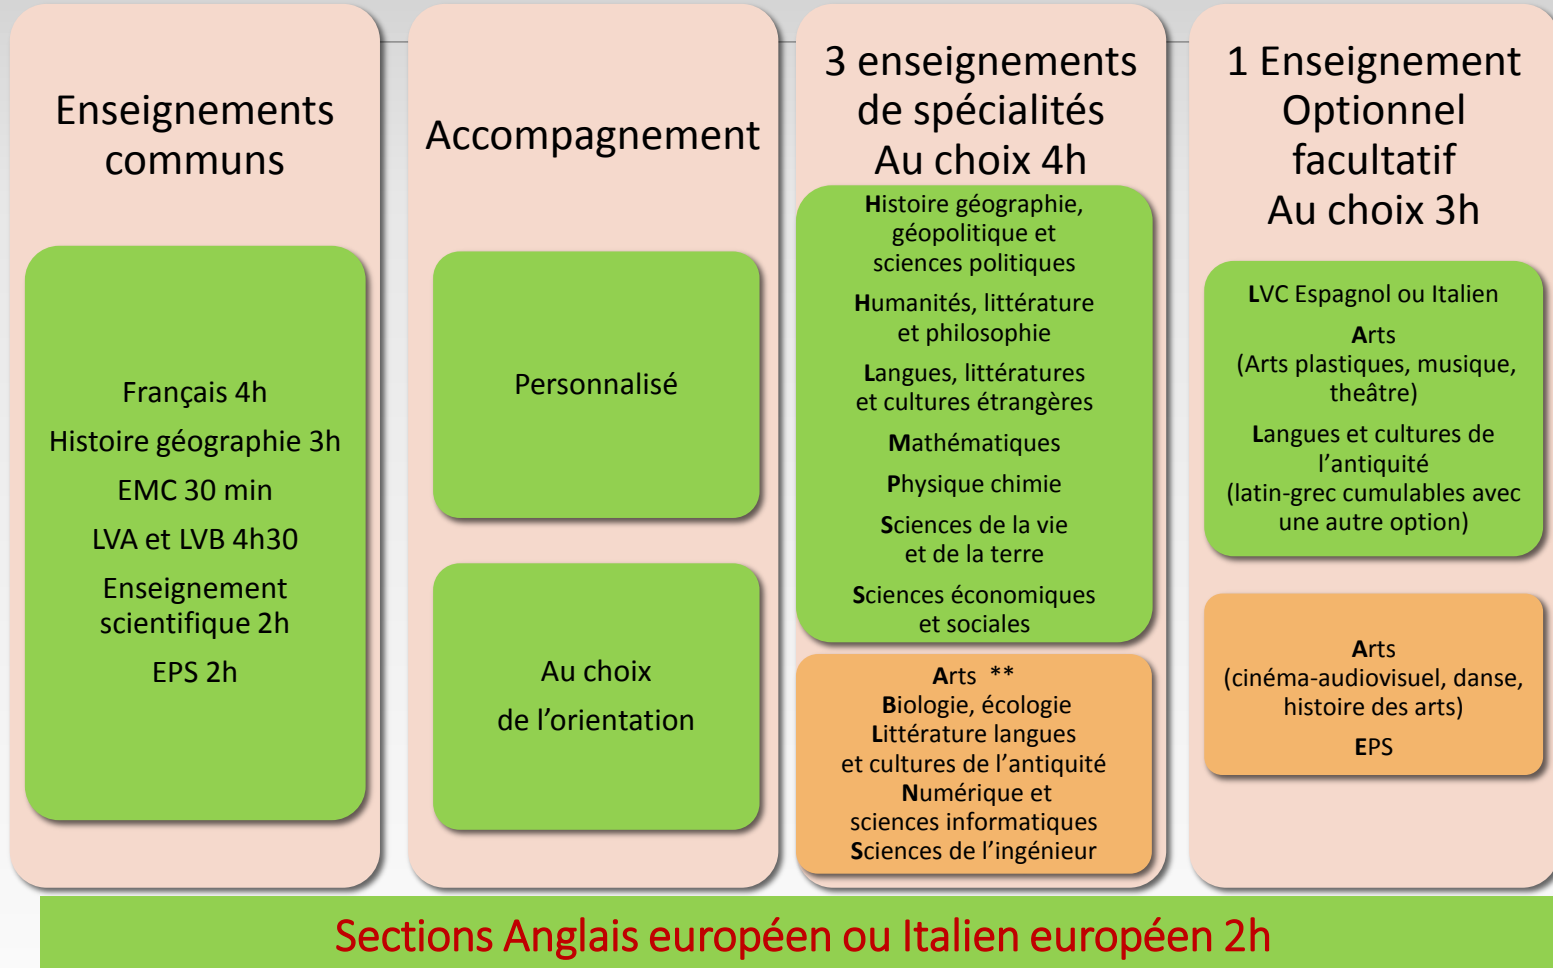 Enseignements
communs
Français 4h
Histoire géographie 3h
EMC 30 min
LVA et LVB 4h30
Enseignement
scientifique 2h
EPS 2h
Accompagnement
Personnalisé
Au choix
de l’orientation
3 enseignements
de spécialités
Au choix 4h
Histoire géographie,
géopolitique et
sciences politiques
Humanités, littérature
et philosophie
Langues, littératures
et cultures étrangères
Mathématiques
Physique chimie
Sciences de la vie
et de la terre
Sciences économiques
et sociales
Arts **
Biologie, écologie
Littérature langues
et cultures de l’antiquité
Numérique et
sciences informatiques
Sciences de l’ingénieur
1 Enseignement
Optionnel
facultatif
Au choix 3h
LVC Espagnol ou Italien
Arts
(Arts plastiques, musique,
theâtre)
Langues et cultures de
l’antiquité
(latin-grec cumulables avec
une autre option)
Arts
(cinéma-audiovisuel, danse,
histoire des arts)
EPS
Sections Anglais européen ou Italien européen 2h